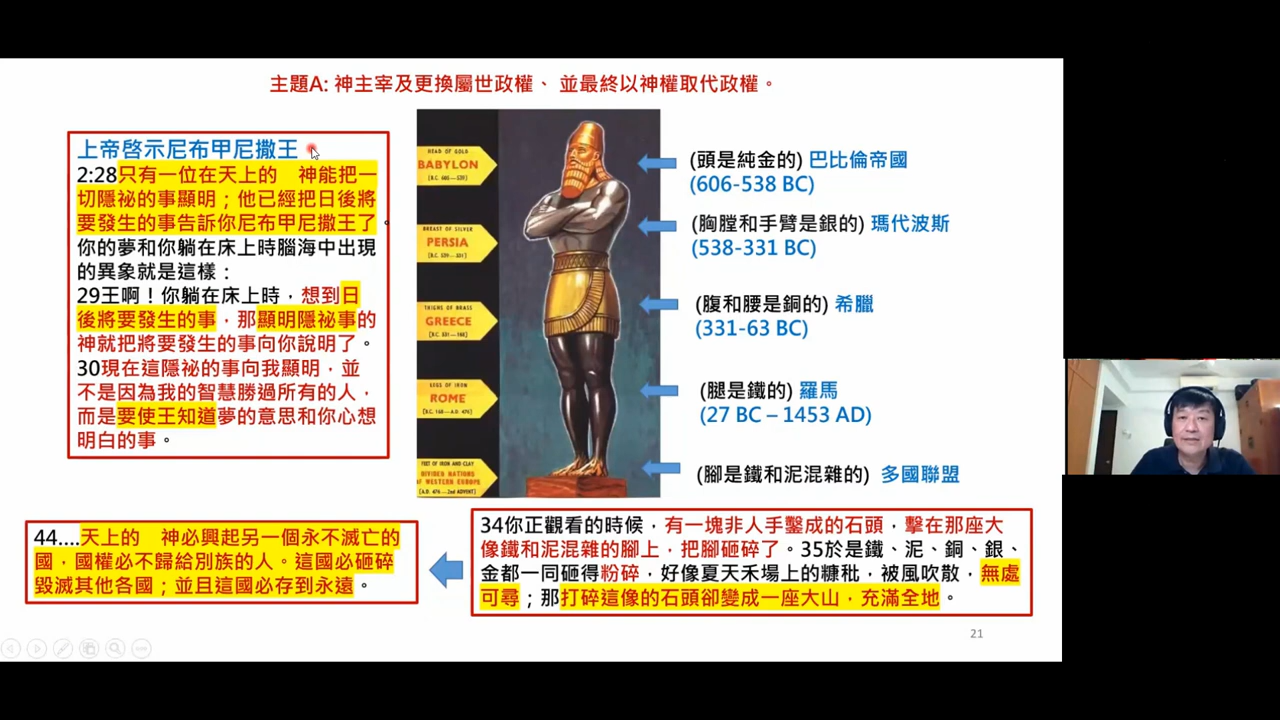 主題A: 神主宰及更換屬世政權、 並最終以神權取代政權。
上帝啓示尼布甲尼撒王
2:28只有一位在天上的　神能把一
切隱祕的事顯明；他已經把日後將
要發生的事告訴你尼布甲尼撒王了。
你的夢和你躺在床上時腦海中出現
的異象就是這樣：
29王啊！你躺在床上時，想到日
後將要發生的事，那顯明隱祕事的
神就把將要發生的事向你說明了。
30現在這隱祕的事向我顯明，並
不是因為我的智慧勝過所有的人，
而是要使王知道夢的意思和你心想
明白的事。
HEAD OF GOLD
BABYLON
(B.C. 605—539)
BREAST OF SILVER
PERSIA
(B.C. 539—331)
THIGHS OF BRASS
GREECE
(B.C. 331—168)
LEGS OF IRON
ROME
(B.C. 168—A.D. 476)
FEET OF IRON AND CLAY
DIVIDED NATIONS
OF WESTERN EUROPE
(A.D. 476—2nd ADVENT)
(頭是純金的) 巴比倫帝國
(606-538 BC)
(胸膛和手臂是銀的) 瑪代波斯
(538-331 BC)
(腹和腰是銅的) 希臘
(331-63 BC)
(腿是鐵的) 羅馬
(27 BC – 1453 AD)
(腳是鐵和泥混雜的) 多國聯盟
44....天上的　神必興起另一個永不滅亡的
國，國權必不歸給別族的人。這國必砸碎
毀滅其他各國；並且這國必存到永遠。
34你正觀看的時候，有一塊非人手鑿成的石頭，擊在那座大
像鐵和泥混雜的腳上，把腳砸碎了。35於是鐵、泥、銅、銀、
金都一同砸得粉碎，好像夏天禾場上的糠秕，被風吹散，無處
可尋；那打碎這像的石頭卻變成一座大山，充滿全地。
21